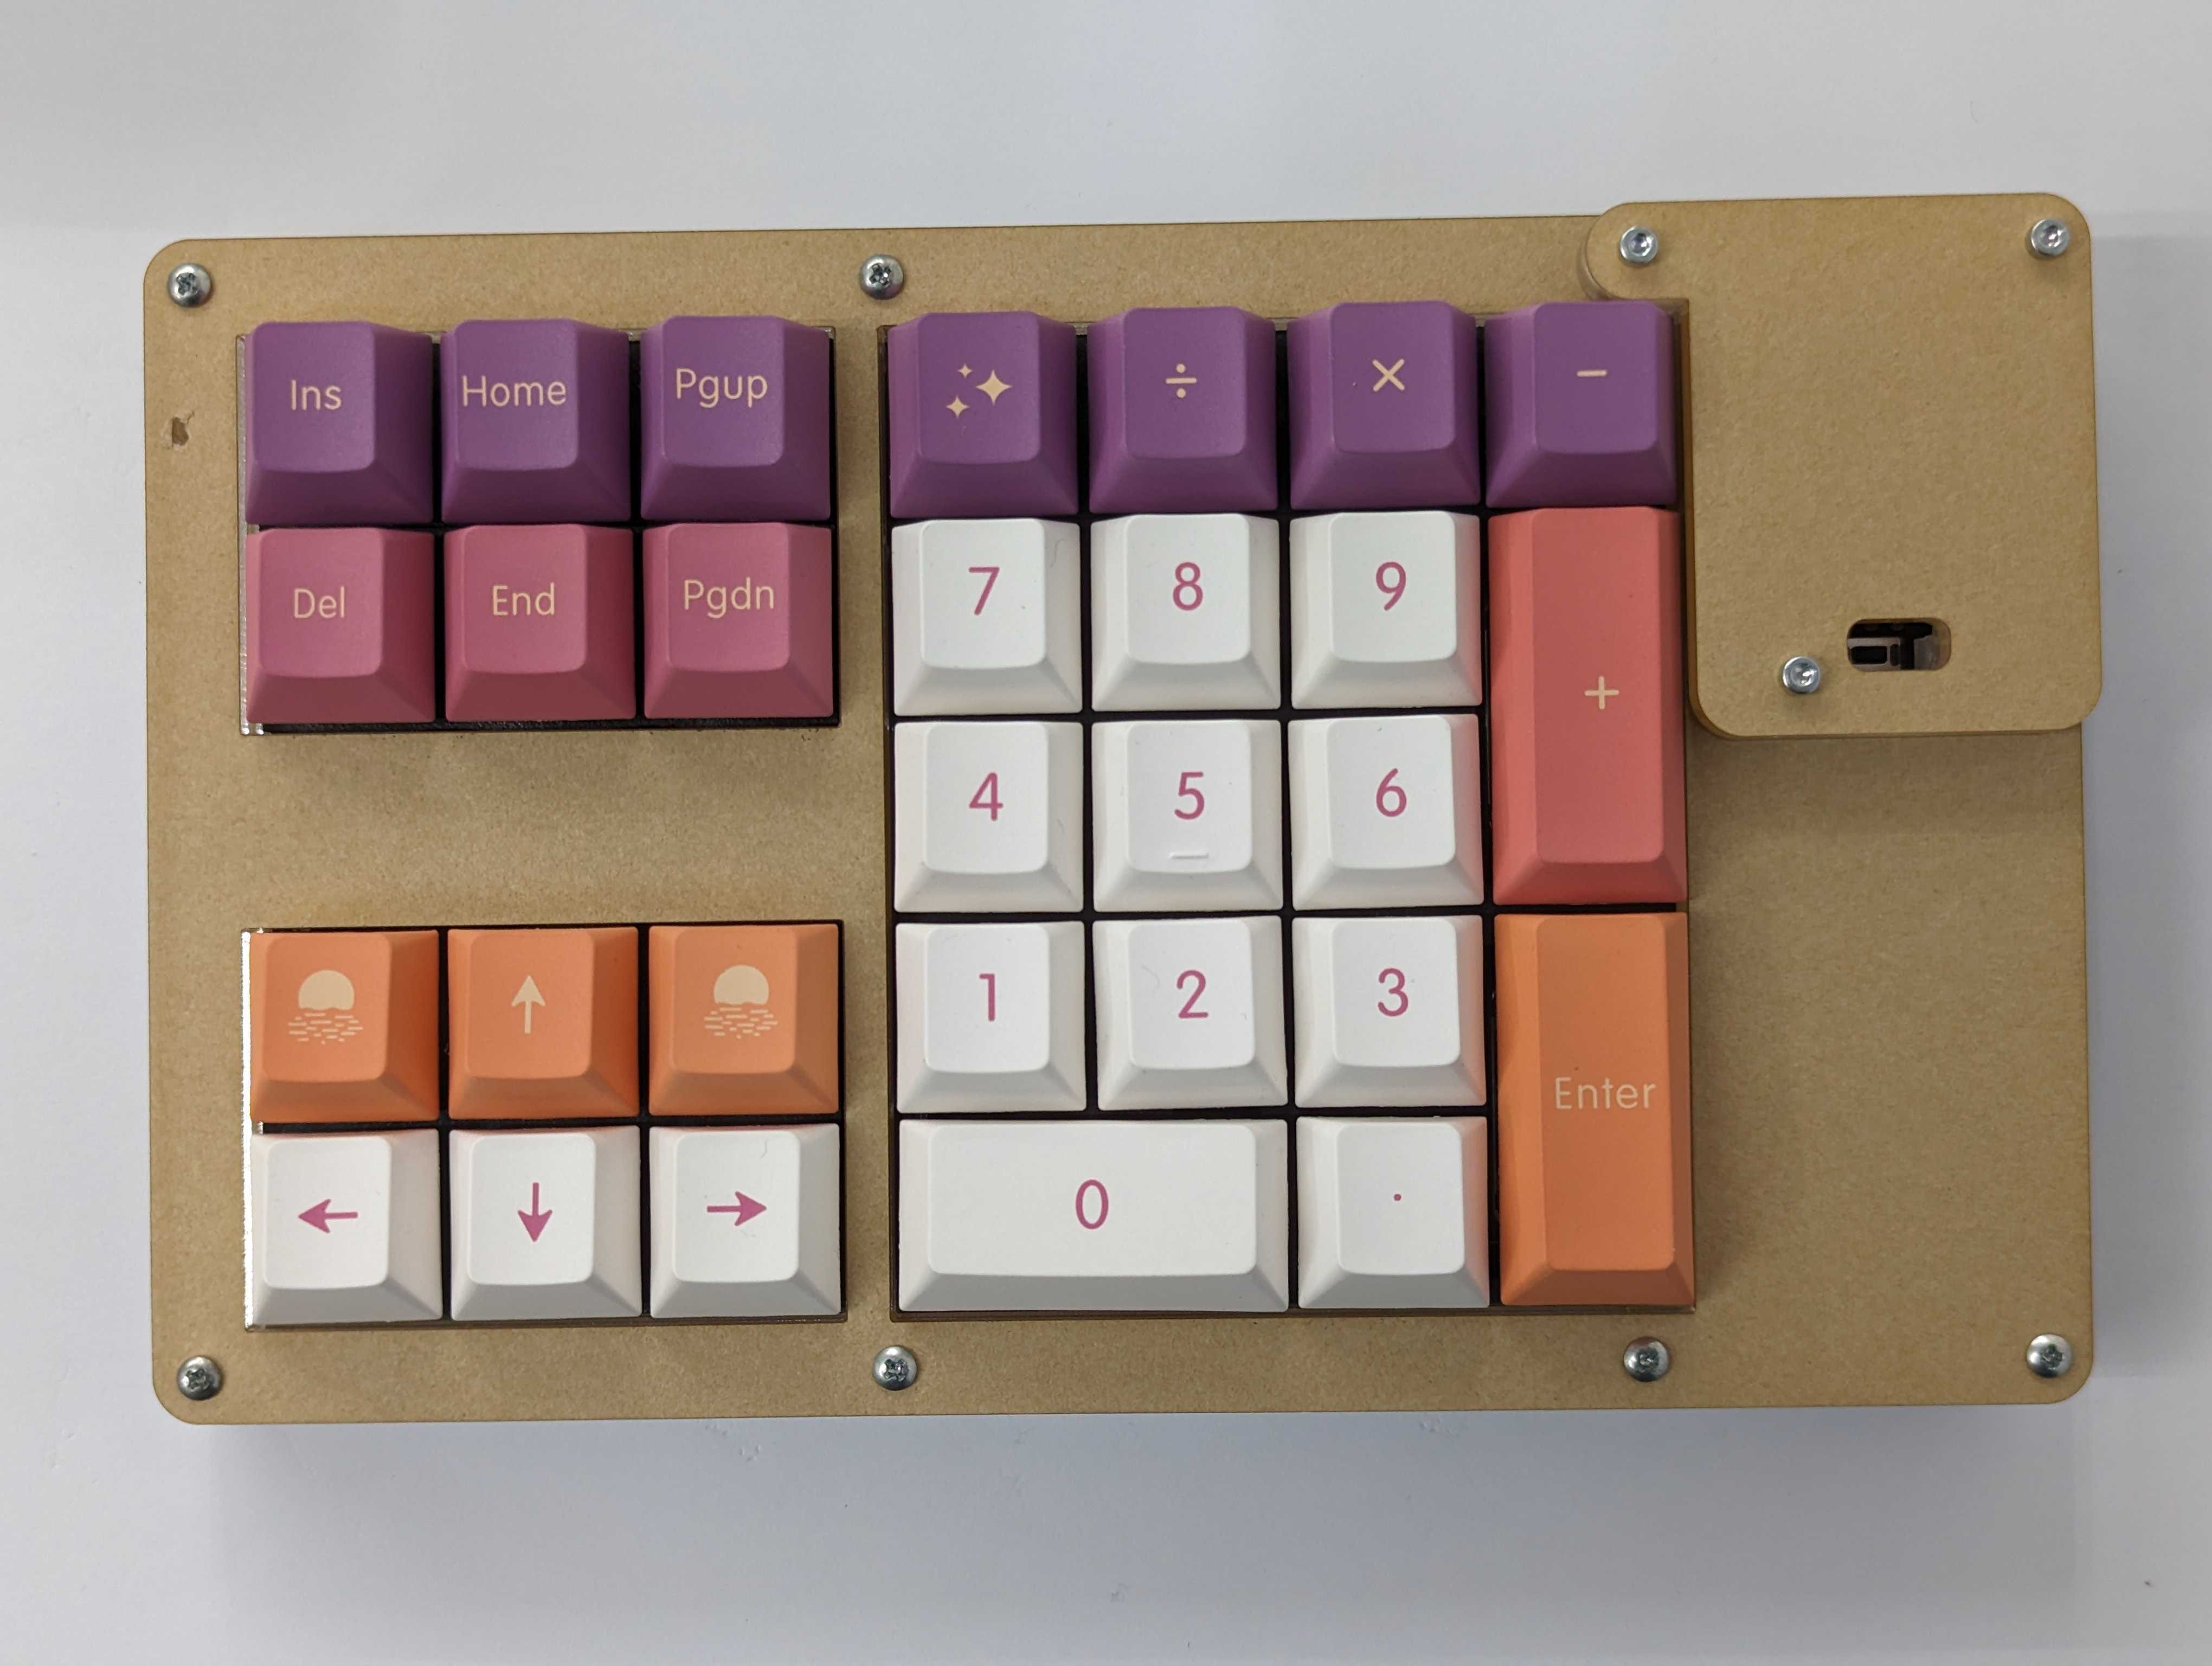 Ins Home Pgup
Del End Pgdn
↑
← ↓ →
÷ × −
7 8 9
+
4 5 6
1 2 3
Enter
0 .